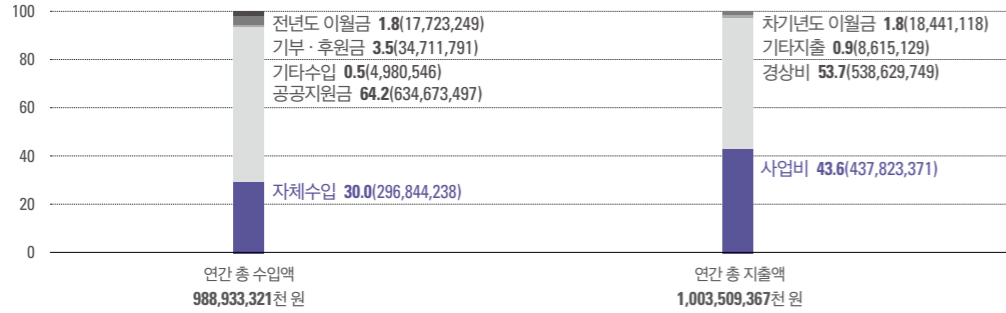 100
80
60
40
20
0
전년도 이월금 1.8(17,723,249)
기부·후원금 3.5(34,711,791)
기타수입 0.5(4,980,546)
공공지원금 64.2(634,673,497)
자체수입 30.0(296,844,238)
연간 총 수입액
988,933,321천 원
차기년도 이월금 1.8(18,441,118)
기타지출 0.9(8,615,129)
경상비 53.7(538,629,749)
사업비 43.6(437,823,371)
연간 총 지출액
1,003,509,367천 원